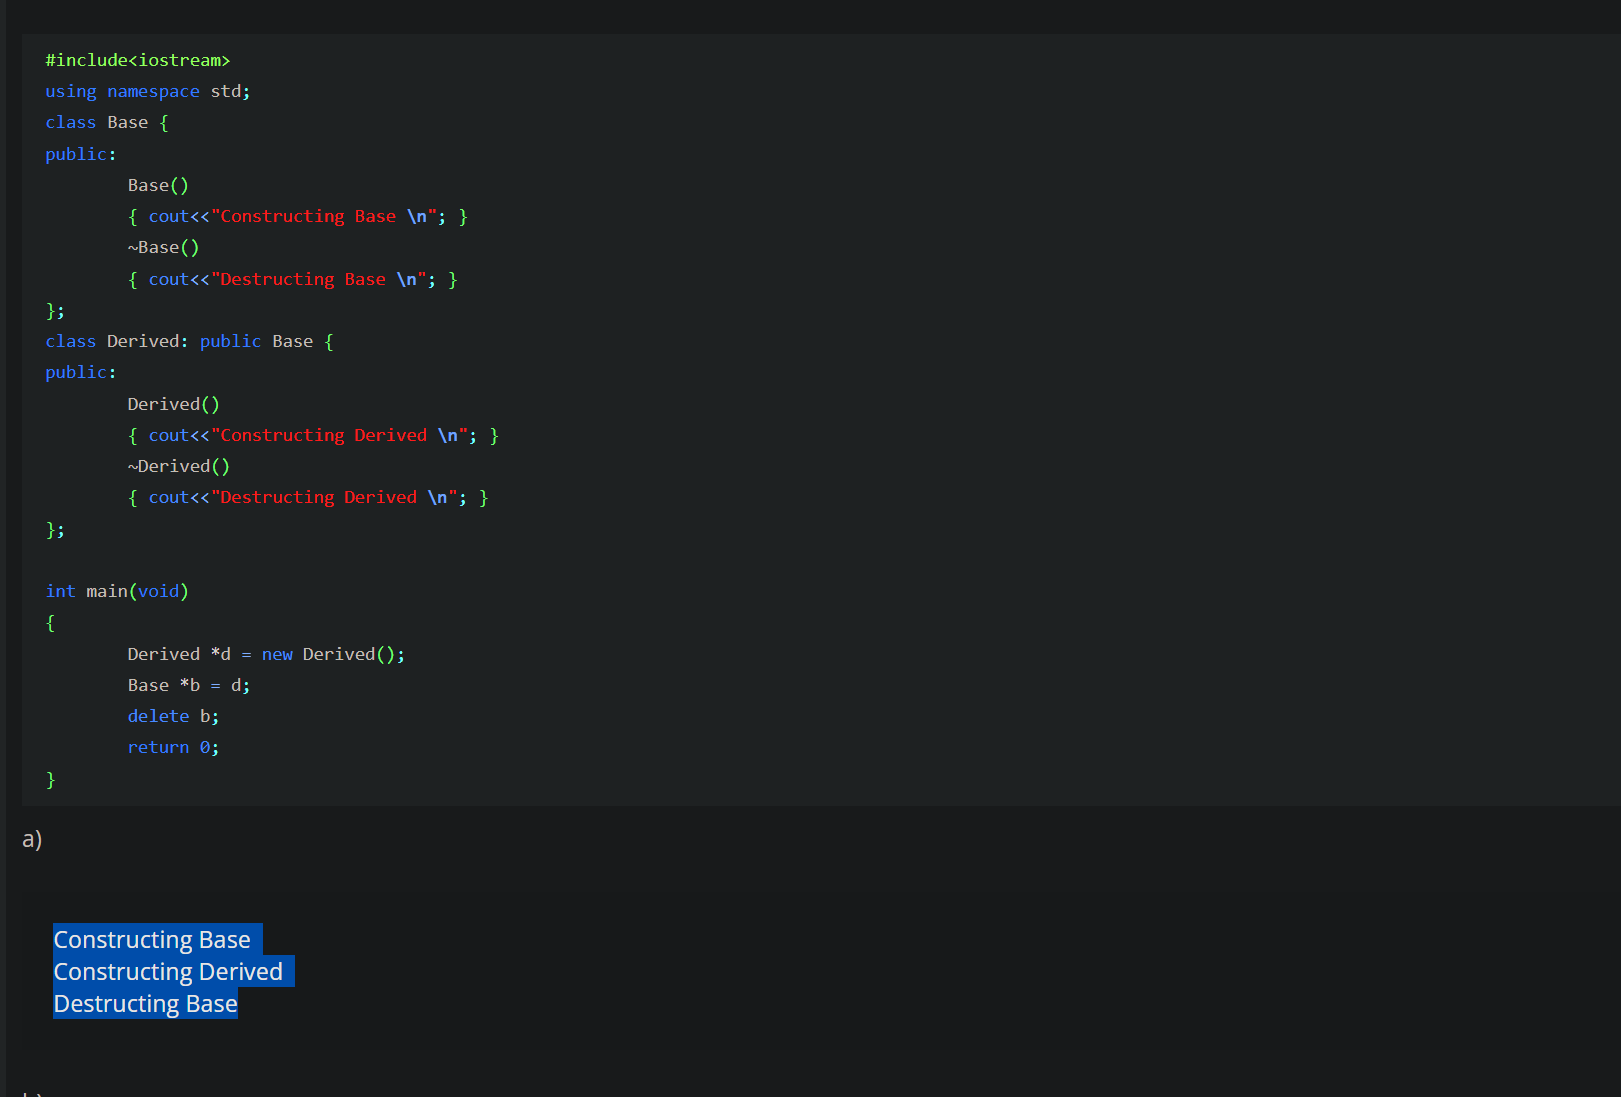 #include<iostream>
using namespace std;
class Base {
public:
        Base()
        { cout<<"Constructing Base \n"; }
        ~Base()
        { cout<<"Destructing Base \n"; }
};
class Derived: public Base {
public:
        Derived()
        { cout<<"Constructing Derived \n"; }
        ~Derived()
        { cout<<"Destructing Derived \n"; }
};

int main(void)
{
        Derived *d = new Derived();
        Base *b = d;
        delete b;
        return 0;
}
a)
Constructing Base
Constructing Derived
Destructing Base